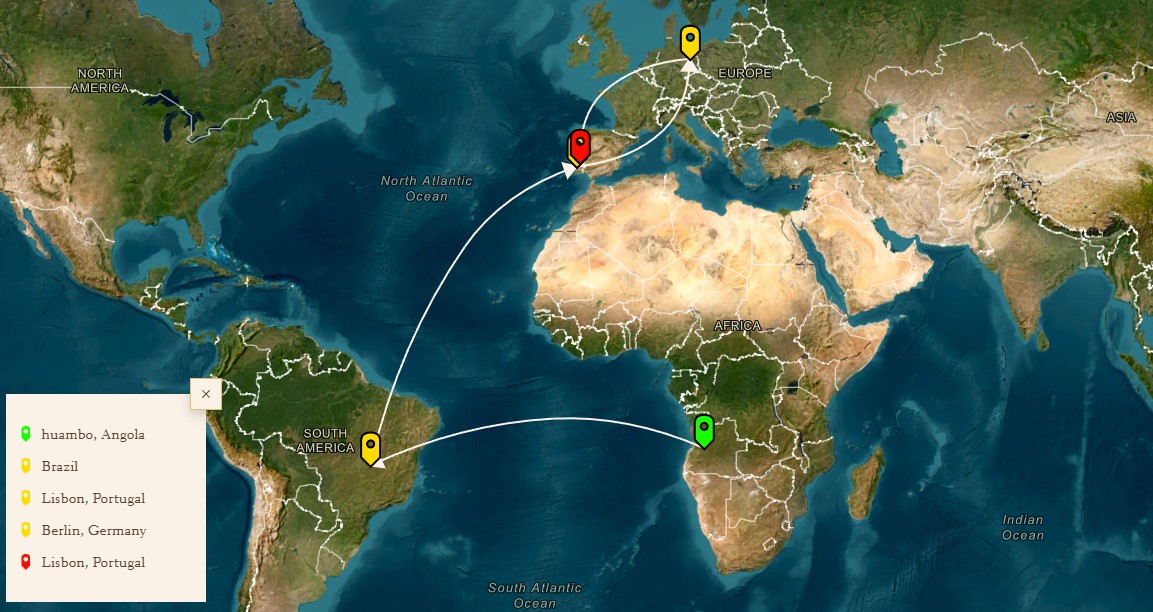 NORTH
AMERICA
EUROPE
ASIA
North Atlantic
Ocean
AFRICA
SOUTH
AMERICA
Indian
Ocean
South Atlantic
Ocean
×
huambo, Angola
Brazil
Lisbon, Portugal
Berlin, Germany
Lisbon, Portugal